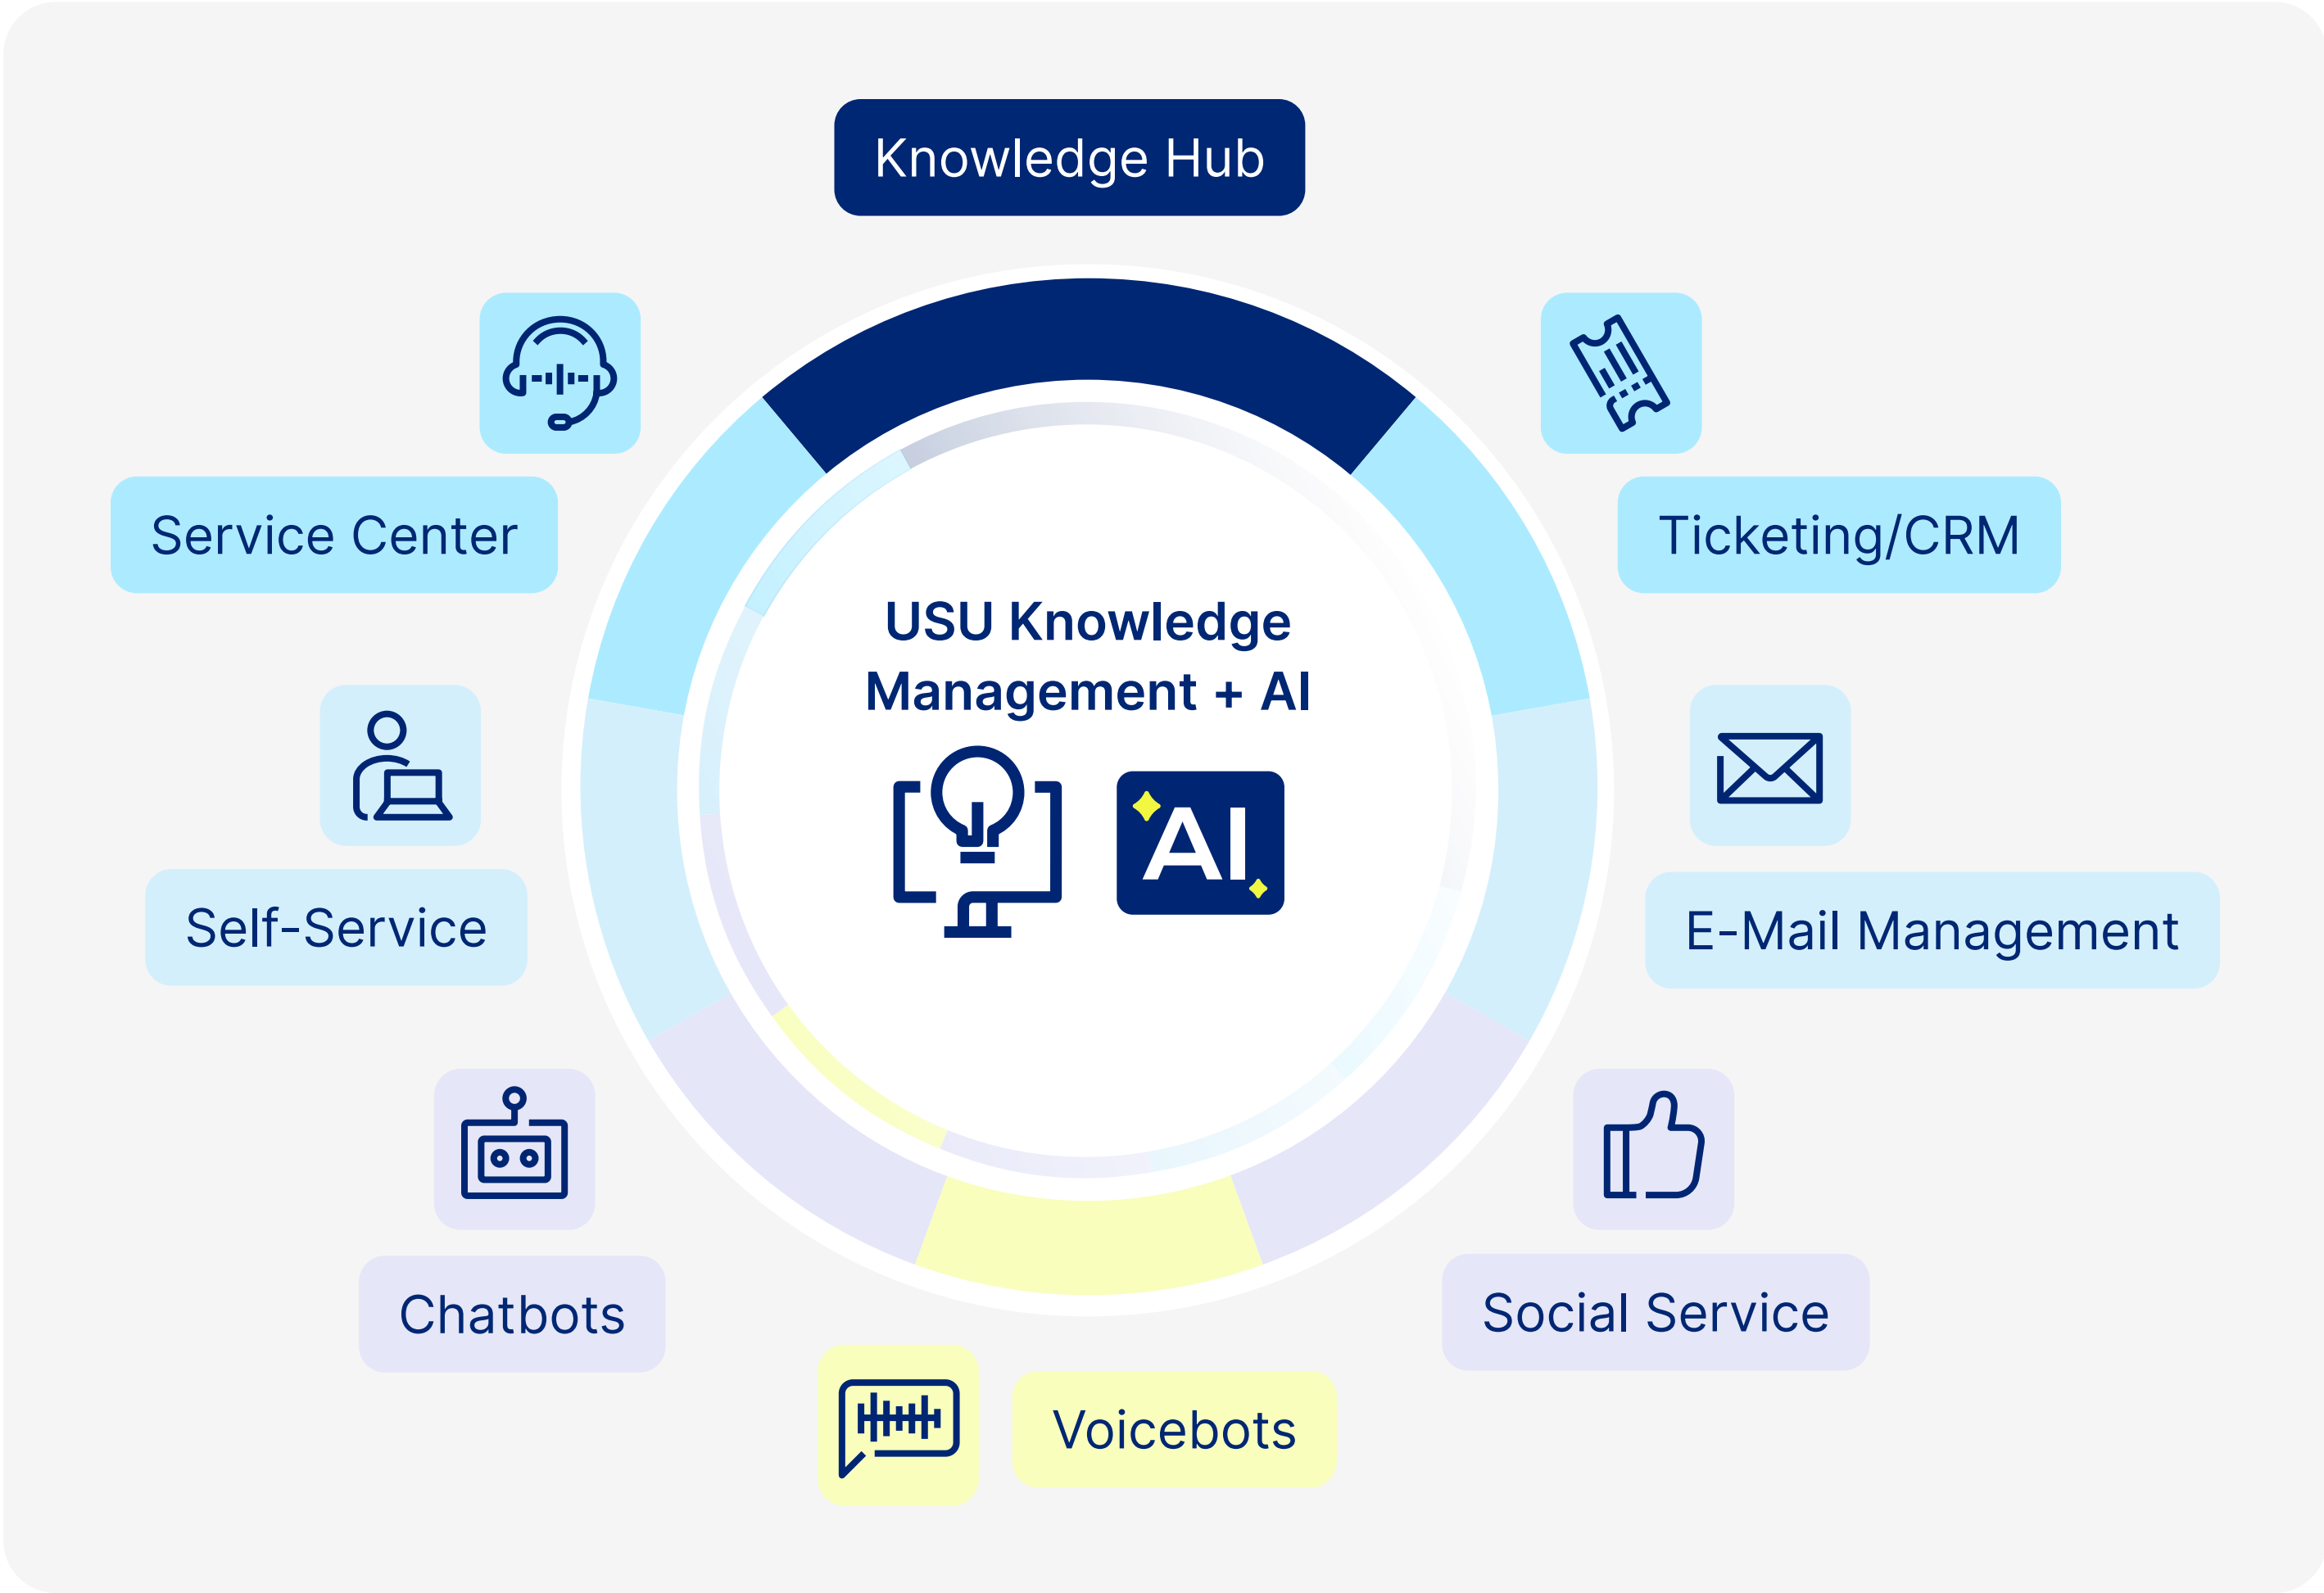 Knowledge Hub
Service Center
Ticketing/CRM
USU Knowledge
Management + AI
AI
Self-Service
E-Mail Management
Chatbots
Social Service
Voicebots